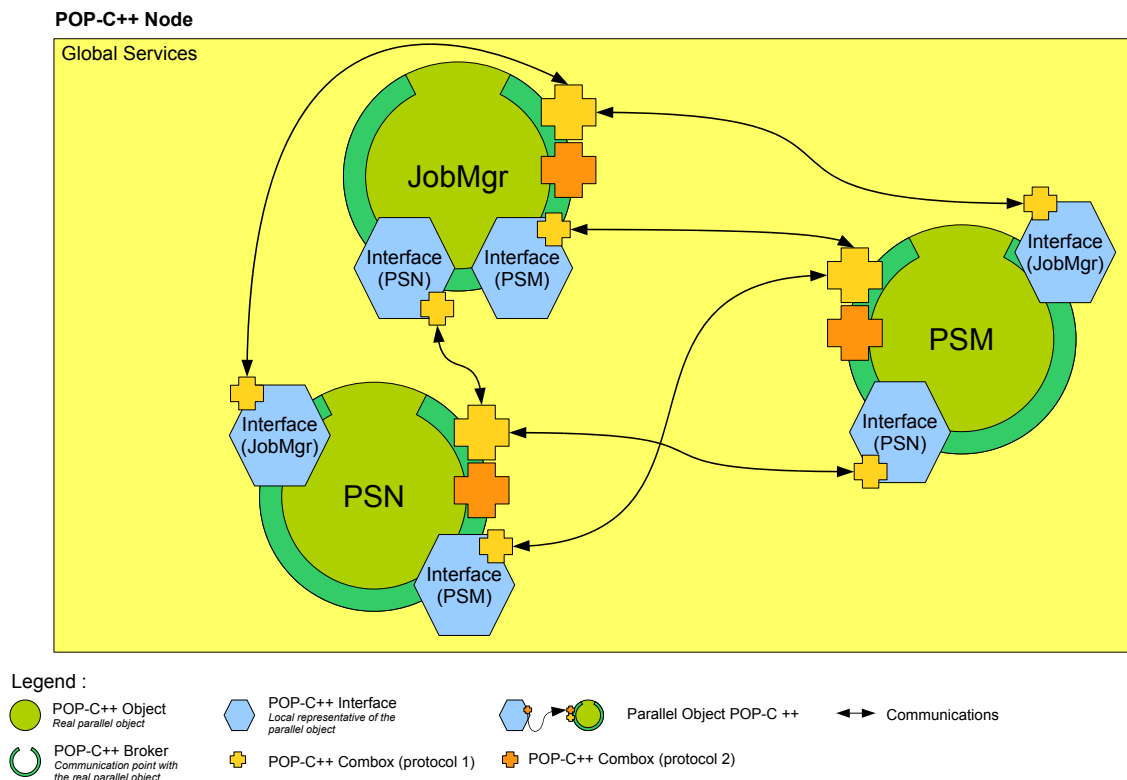 POP-C++ Node
Global Services
JobMgr
Interface
(PSN)
Interface
(PSM)
Interface
(JobMgr)
PSM
Interface
(PSN)
Interface
(JobMgr)
PSN
Interface
(PSM)
Legend :
POP-C++ Object
Real parallel object
POP-C++ Interface
Local representative of the
parallel object
Parallel Object POP-C ++
Communications
POP-C++ Broker
Communication point with
the real parallel object
POP-C++ Combox (protocol 1)
POP-C++ Combox (protocol 2)